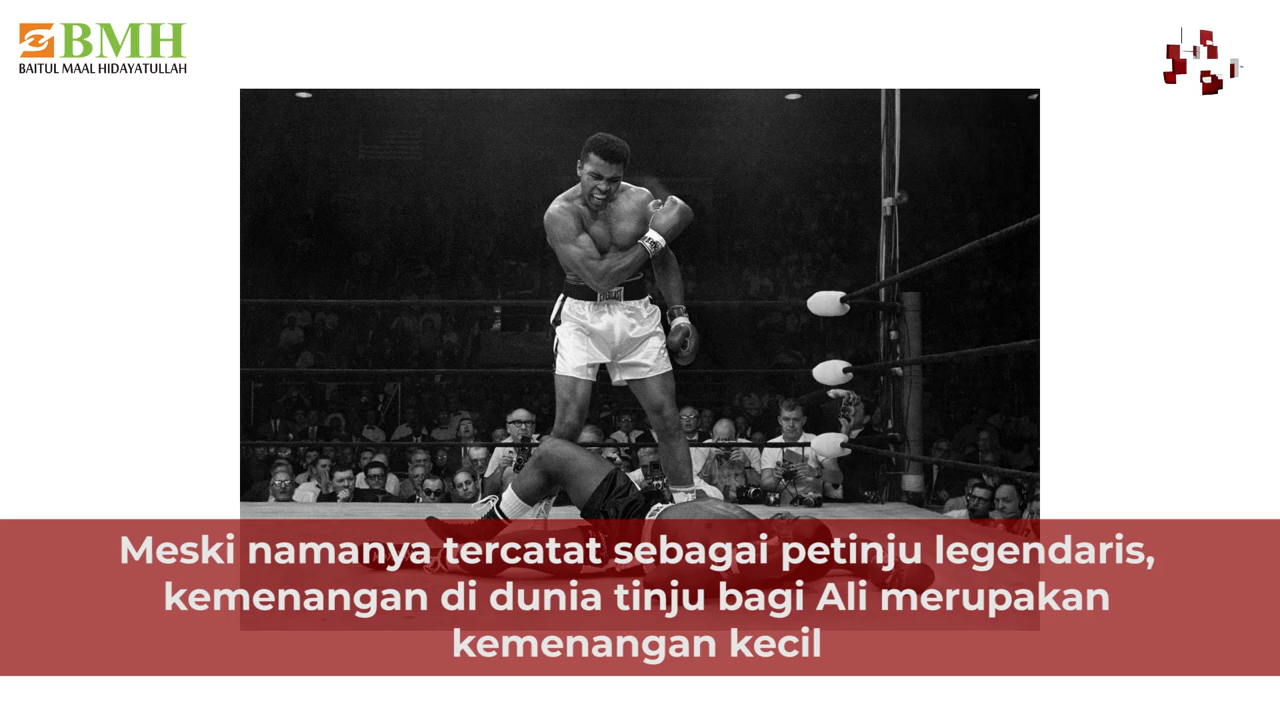 BMH
BAITUL MAAL HIDAYATULLAH
Meski namanya tercatat sebagai petinju legendaris,
kemenangan di dunia tinju bagi Ali merupakan
kemenangan kecil